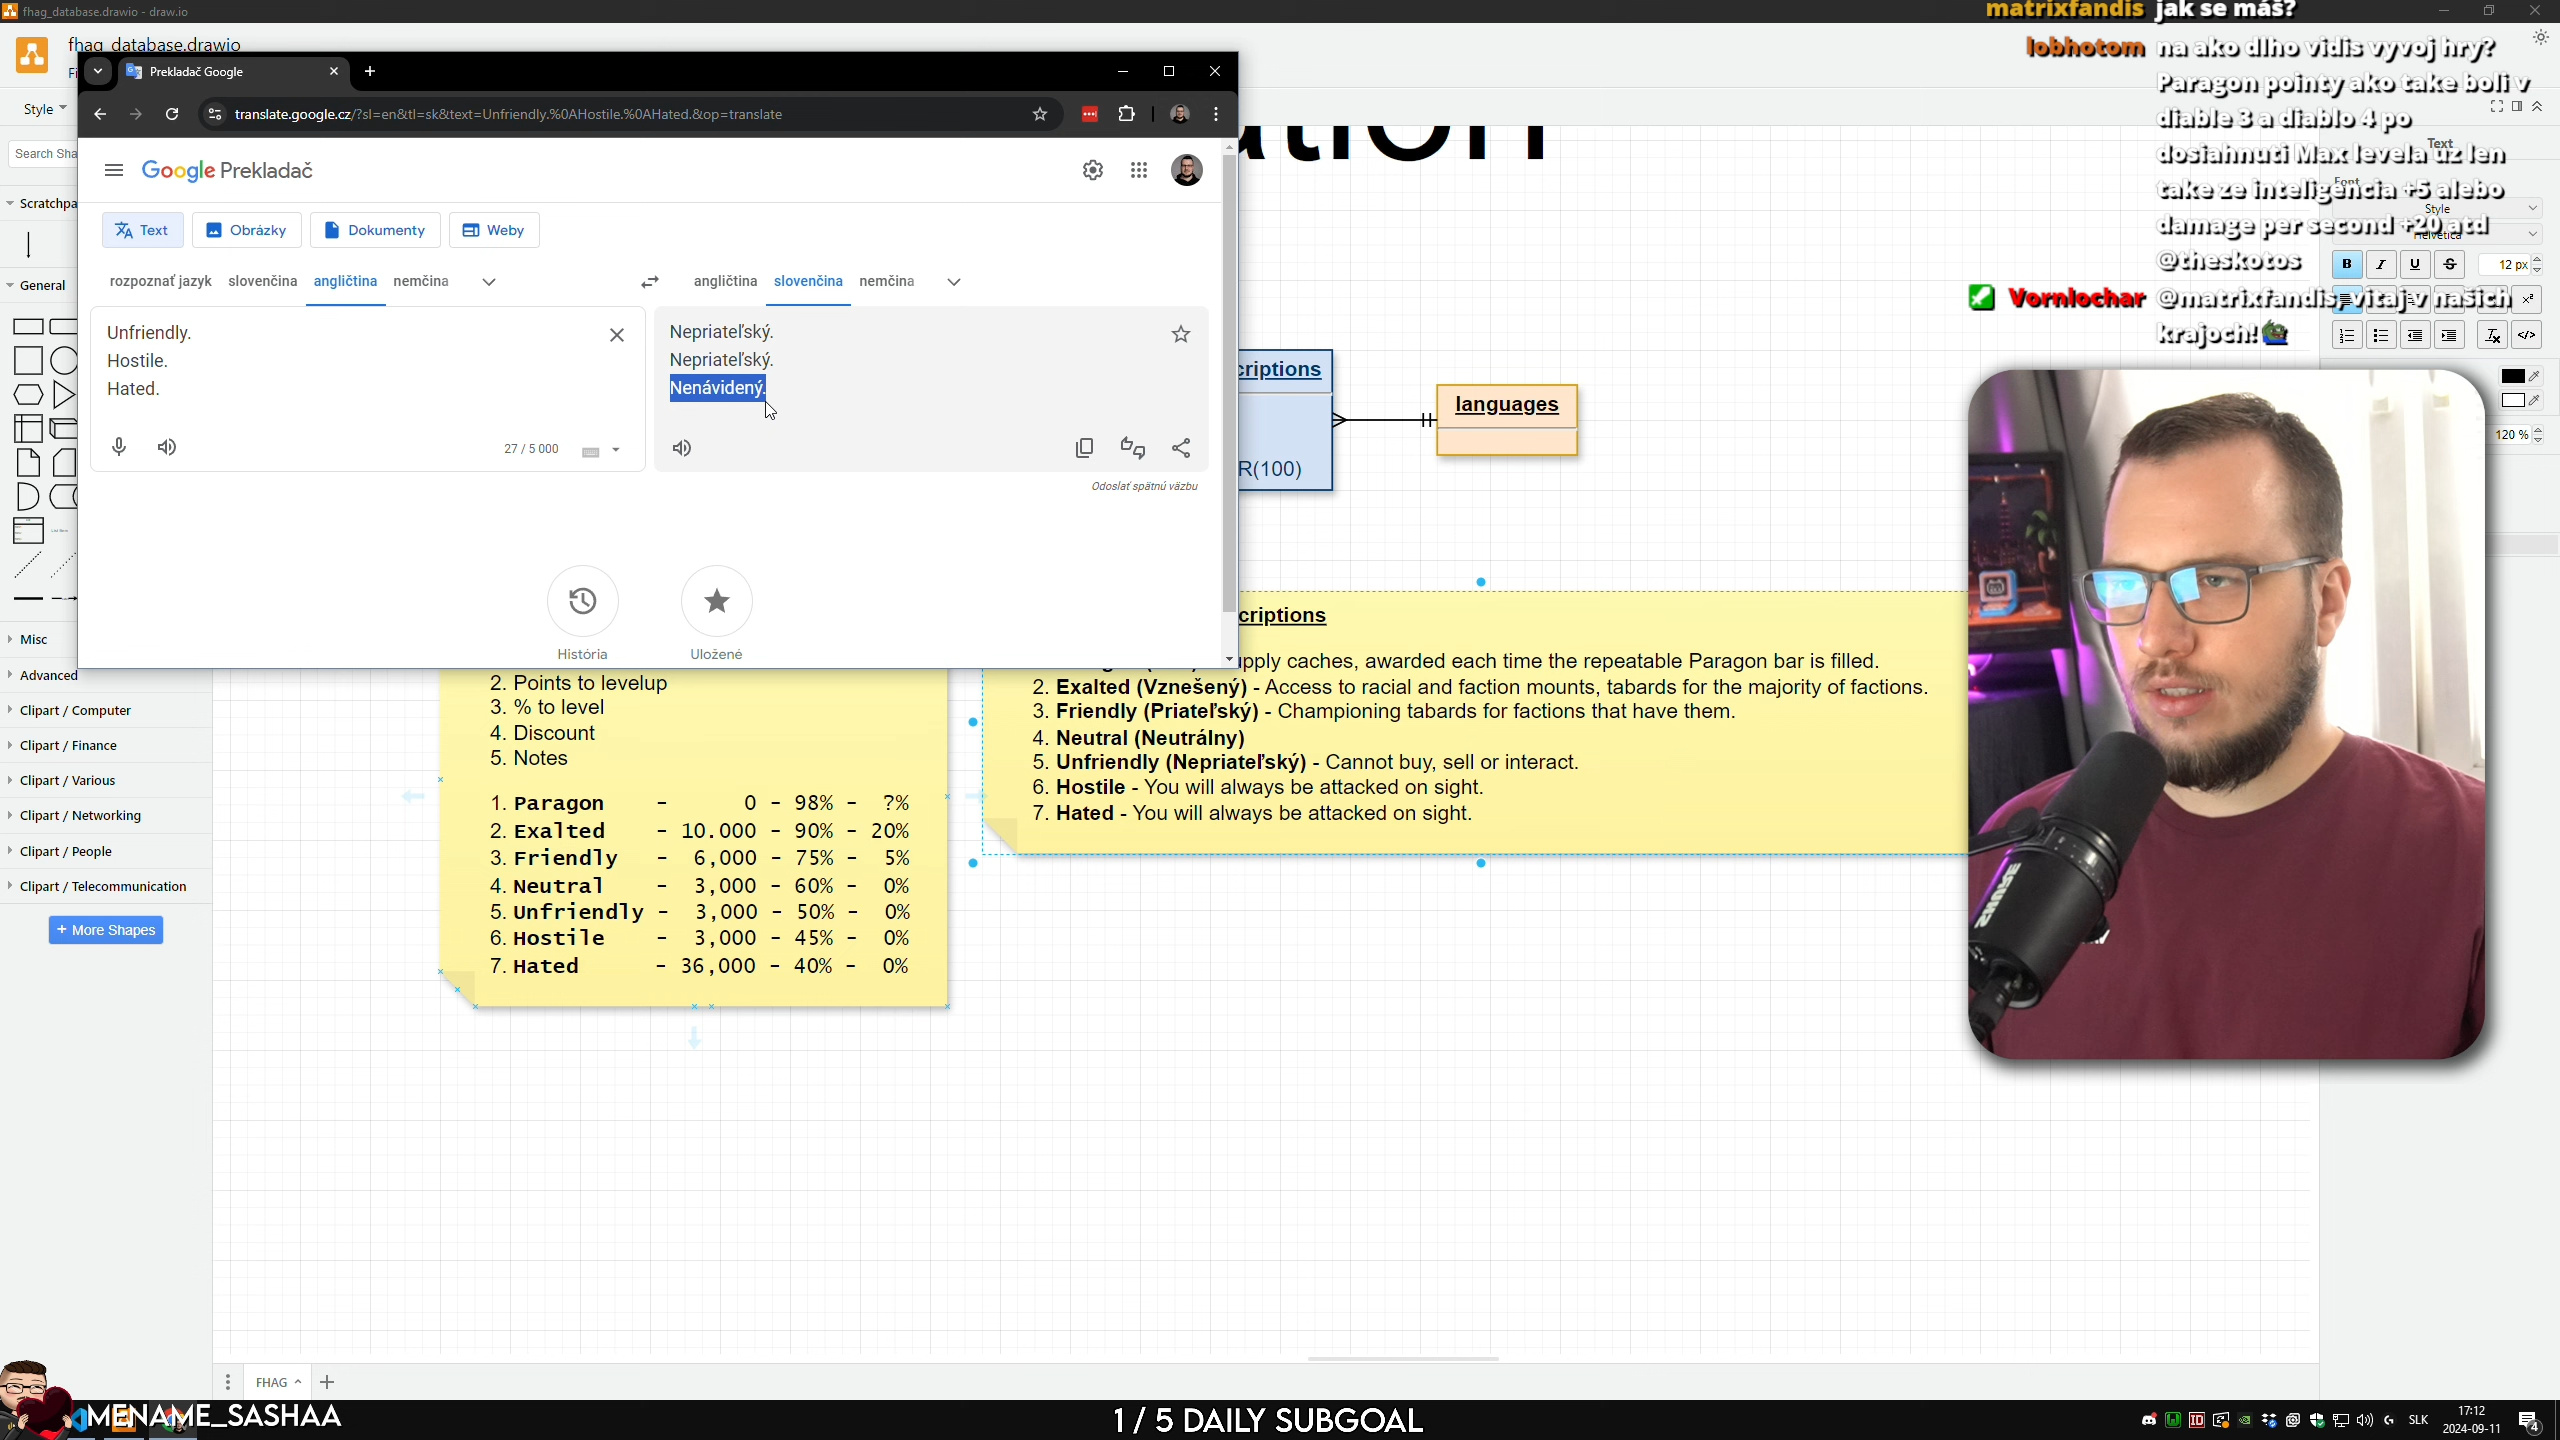 fhag_database.drawio - draw.io
fhag_database.drawio
Fi
Style
Search Sha
Scratchpa
General
Misc
Advanced
Clipart / Computer
Clipart / Finance
Clipart / Various
Clipart / Networking
Clipart / People
Clipart / Telecommunication
+ More Shapes
Prekladač Google
translate.google.cz/?sl=en&tl=sk&text=Unfriendly.%0AHostile.%0AHated.&op=translate
Google Prekladač
Text
Obrázky
Dokumenty
Weby
rozpoznať jazyk slovenčina angličtina nemčina
angličtina slovenčina nemčina
Unfriendly.
Hostile.
Hated.
27 / 5 000
Nepriateľský.
Nepriateľský.
Nenávidený.
Odoslať spätnú väzbu
História
Uložené
ation
criptions
R(100)
languages
2. Points to levelup
3. % to level
4. Discount
5. Notes
1. Paragon - 0 - 98% - ?%
2. Exalted - 10.000 - 90% - 20%
3. Friendly - 6,000 - 75% - 5%
4. Neutral - 3,000 - 60% - 0%
5. Unfriendly - 3,000 - 50% - 0%
6. Hostile - 3,000 - 45% - 0%
7. Hated - 36,000 - 40% - 0%
criptions
pply caches, awarded each time the repeatable Paragon bar is filled.
2. Exalted (Vznešený) - Access to racial and faction mounts, tabards for the majority of factions.
3. Friendly (Priateľský) - Championing tabards for factions that have them.
4. Neutral (Neutrálny)
5. Unfriendly (Nepriateľský) - Cannot buy, sell or interact.
6. Hostile - You will always be attacked on sight.
7. Hated - You will always be attacked on sight.
matrixfandis jak se máš?
lobhotom na ako dlho vidis vyvoj hry?
Paragon pointy ako take boli v
diable 3 a diablo 4 po
dosiahnuti Max levela uz len
take ze inteligencia +5 alebo
damage per second +20 atd
@theskotos
Vornlochar @matrixfandis, vitaj v našich
krajoch!
Text
Font
Style
Helvetica
B I U S
12 px
120 %
SHURE
FHAG
MENAME_SASHAA
1 / 5 DAILY SUBGOAL
SLK
17:12
2024-09-11
4